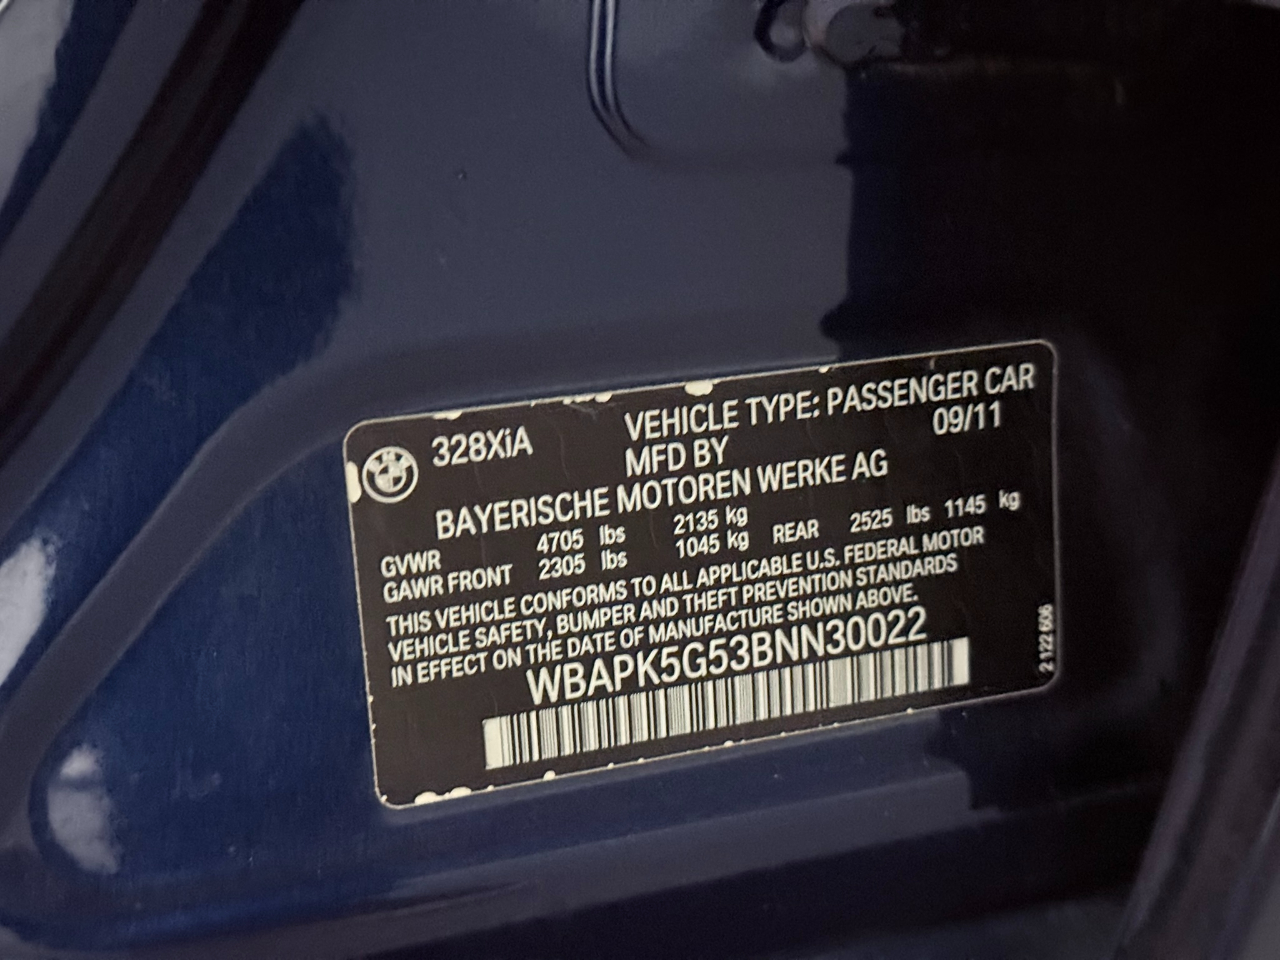 328XiA
VEHICLE TYPE: PASSENGER CAR
MFD BY 09/11
BAYERISCHE MOTOREN WERKE AG
GVWR 4705 lbs 2135 kg
GAWR FRONT 2305 lbs 1045 kg REAR 2525 lbs 1145 kg
THIS VEHICLE CONFORMS TO ALL APPLICABLE U.S. FEDERAL MOTOR
VEHICLE SAFETY, BUMPER AND THEFT PREVENTION STANDARDS
IN EFFECT ON THE DATE OF MANUFACTURE SHOWN ABOVE.
WBAPK5G53BNN30022
2 122 606